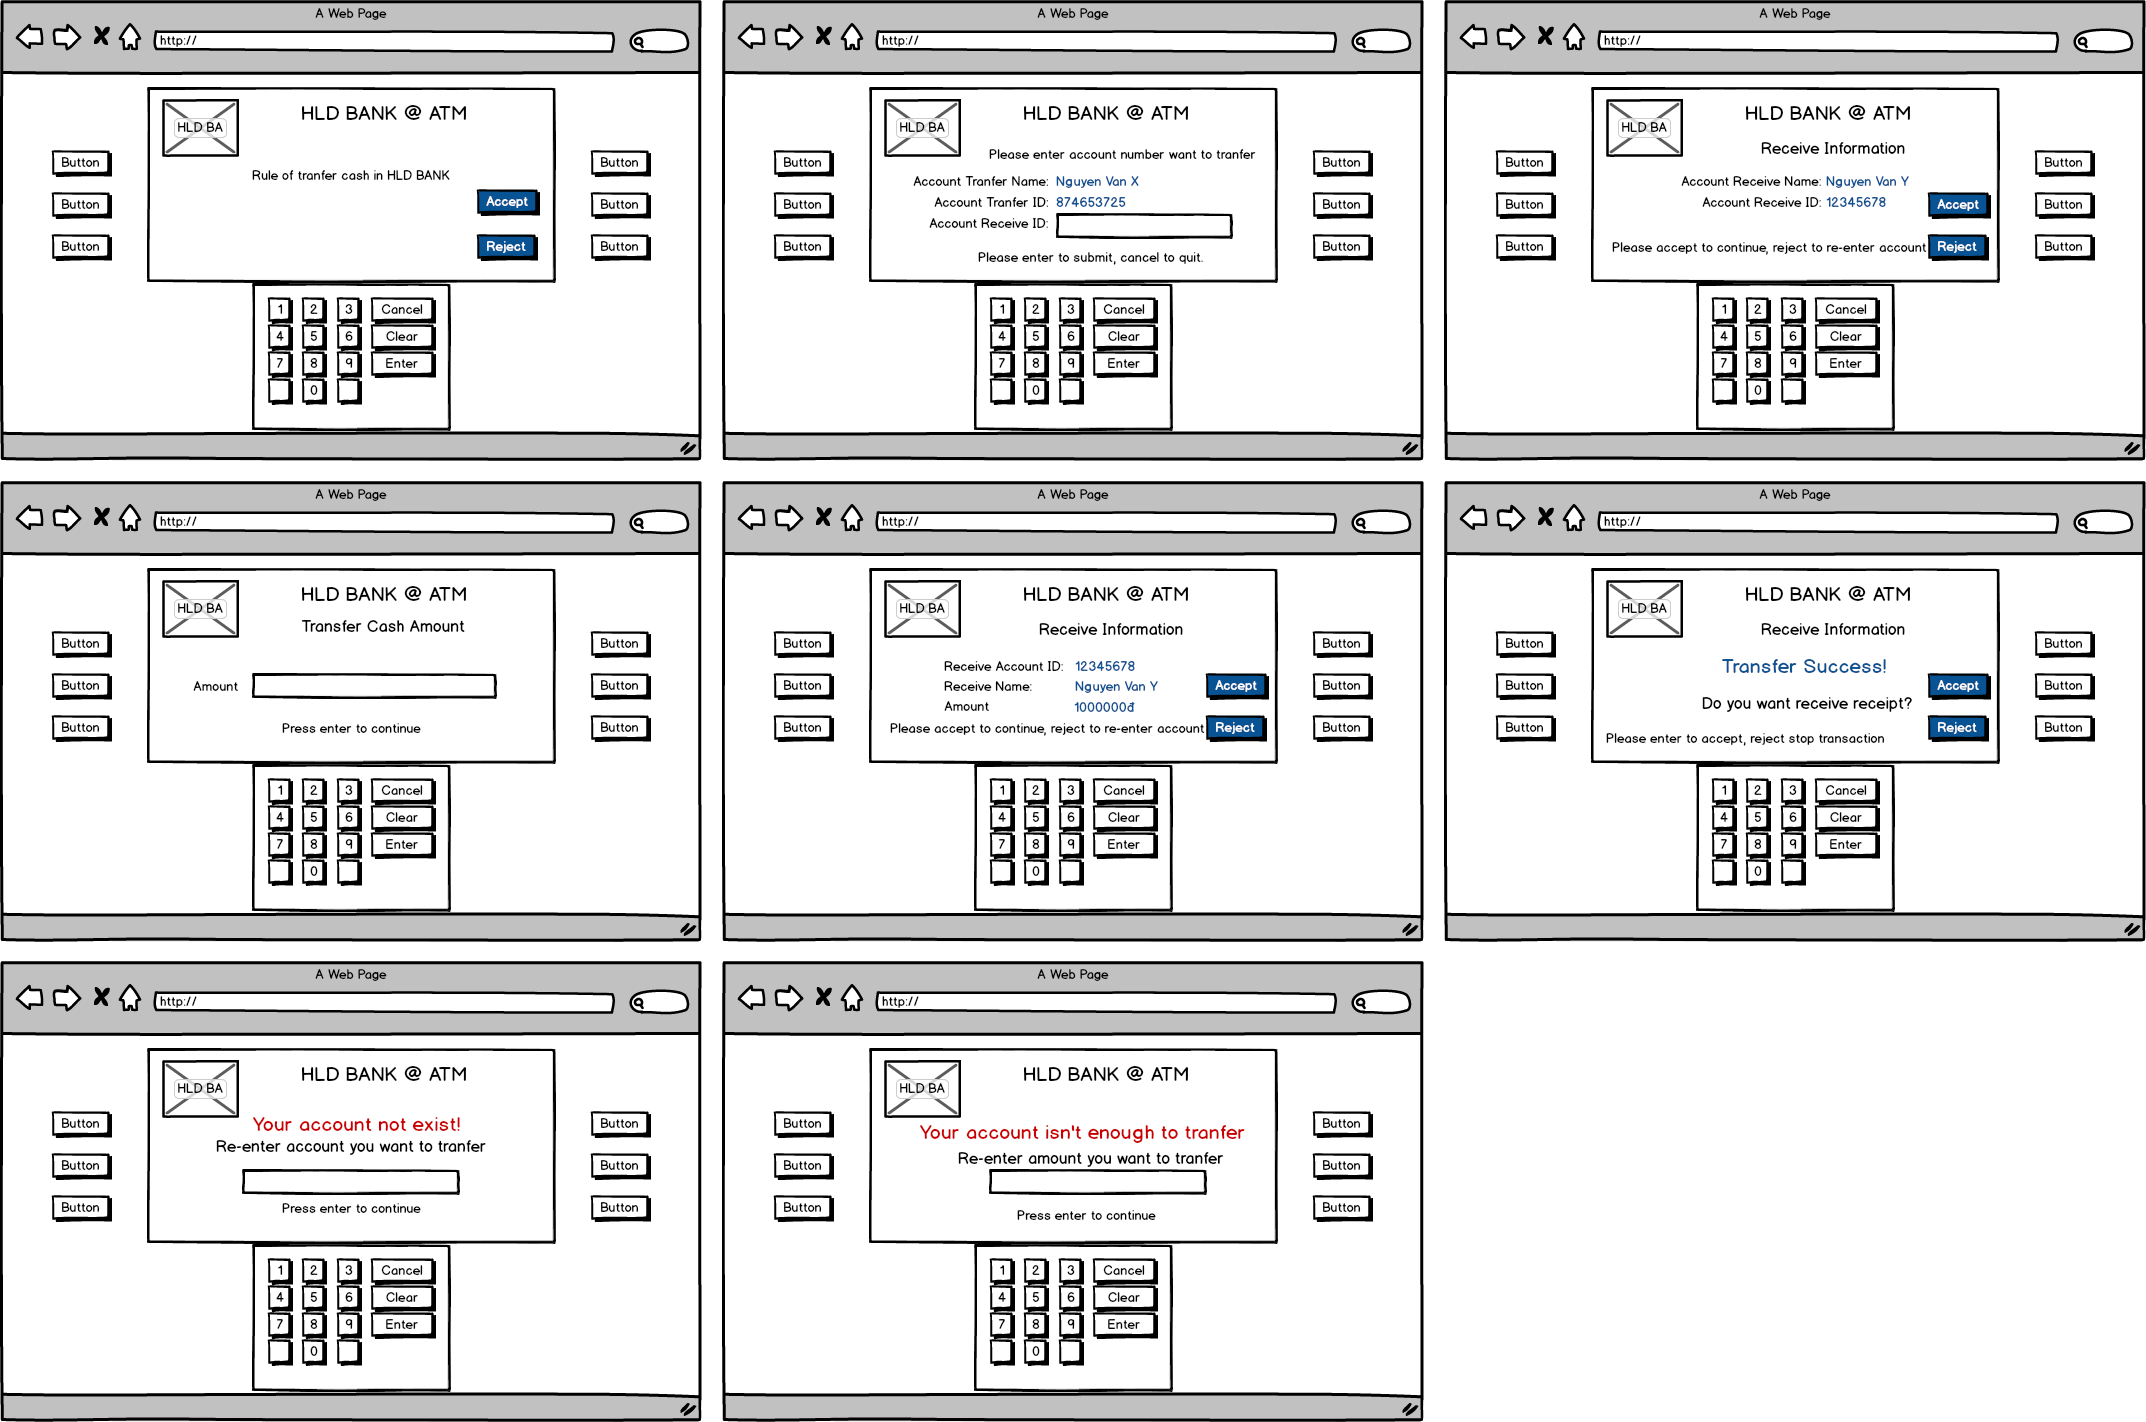 A Web Page
http://
HLD BANK @ ATM
HLD BA
Button
Button
Rule of tranfer cash in HLD BANK
Accept
Button
Button
Reject
Button
Button
1 2 3 Cancel
4 5 6 Clear
7 8 9 Enter
0
A Web Page
http://
HLD BANK @ ATM
HLD BA
Please enter account number want to tranfer
Button
Button
Account Tranfer Name: Nguyen Van X
Account Tranfer ID: 874653725
Button
Button
Account Receive ID:
Button
Button
Please enter to submit, cancel to quit.
1 2 3 Cancel
4 5 6 Clear
7 8 9 Enter
0
A Web Page
http://
HLD BANK @ ATM
HLD BA
Receive Information
Button
Button
Account Receive Name: Nguyen Van Y
Account Receive ID: 12345678
Accept
Button
Button
Please accept to continue, reject to re-enter account
Reject
Button
Button
1 2 3 Cancel
4 5 6 Clear
7 8 9 Enter
0
A Web Page
http://
HLD BANK @ ATM
HLD BA
Transfer Cash Amount
Button
Button
Amount
Button
Button
Press enter to continue
Button
Button
1 2 3 Cancel
4 5 6 Clear
7 8 9 Enter
0
A Web Page
http://
HLD BANK @ ATM
HLD BA
Receive Information
Button
Button
Receive Account ID: 12345678
Receive Name: Nguyen Van Y
Accept
Button
Button
Amount 1000000đ
Please accept to continue, reject to re-enter account
Reject
Button
Button
1 2 3 Cancel
4 5 6 Clear
7 8 9 Enter
0
A Web Page
http://
HLD BANK @ ATM
HLD BA
Receive Information
Button
Button
Transfer Success!
Accept
Button
Button
Do you want receive receipt?
Reject
Button
Button
Please enter to accept, reject stop transaction
1 2 3 Cancel
4 5 6 Clear
7 8 9 Enter
0
A Web Page
http://
HLD BANK @ ATM
HLD BA
Your account not exist!
Button
Button
Re-enter account you want to tranfer
Button
Button
Press enter to continue
Button
Button
1 2 3 Cancel
4 5 6 Clear
7 8 9 Enter
0
A Web Page
http://
HLD BANK @ ATM
HLD BA
Your account isn't enough to tranfer
Button
Button
Re-enter amount you want to tranfer
Button
Button
Press enter to continue
Button
Button
1 2 3 Cancel
4 5 6 Clear
7 8 9 Enter
0